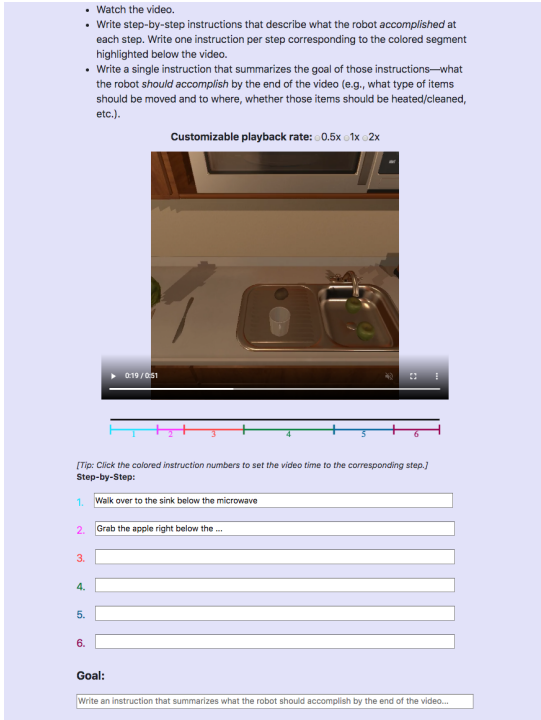 • Watch the video.
• Write step-by-step instructions that describe what the robot accomplished at
each step. Write one instruction per step corresponding to the colored segment
highlighted below the video.
• Write a single instruction that summarizes the goal of those instructions—what
the robot should accomplish by the end of the video (e.g., what type of items
should be moved and to where, whether those items should be heated/cleaned,
etc.).
Customizable playback rate: 0.5x 1x 2x
0:19 / 0:51
1 2 3 4 5 6
[Tip: Click the colored instruction numbers to set the video time to the corresponding step.]
Step-by-Step:
1. Walk over to the sink below the microwave
2. Grab the apple right below the ...
3.
4.
5.
6.
Goal:
Write an instruction that summarizes what the robot should accomplish by the end of the video...